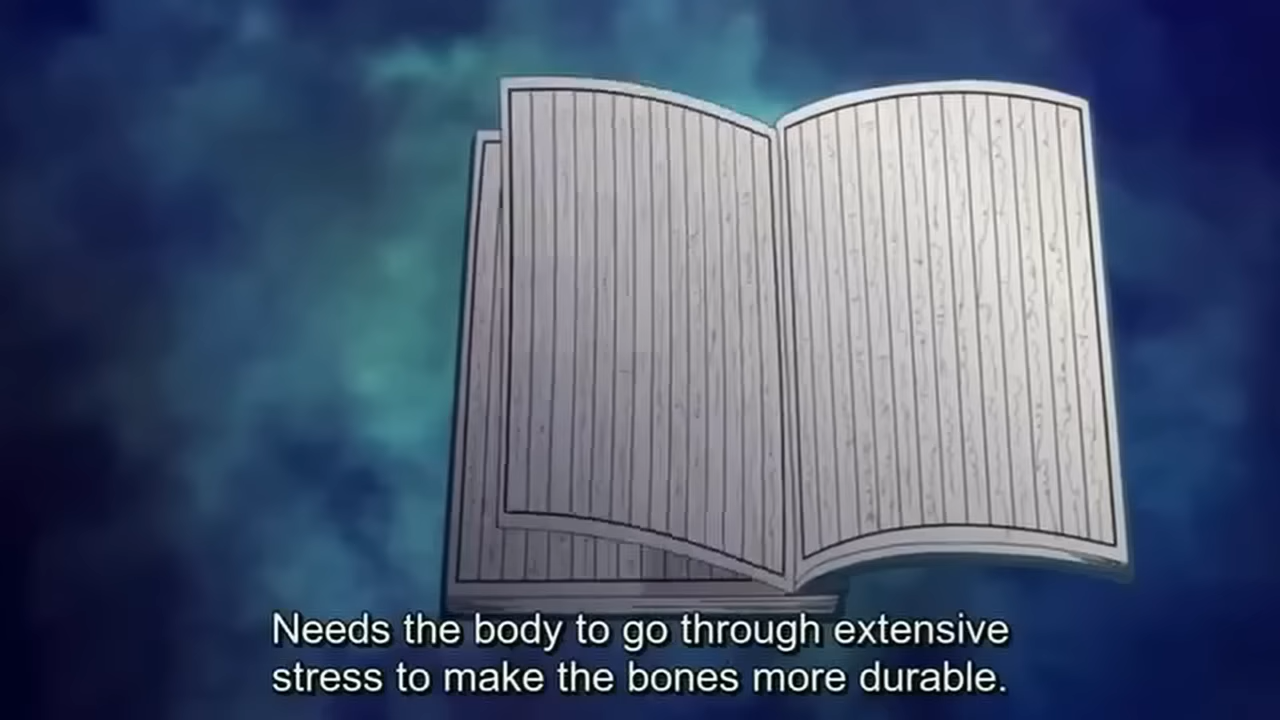 Needs the body to go through extensive
stress to make the bones more durable.